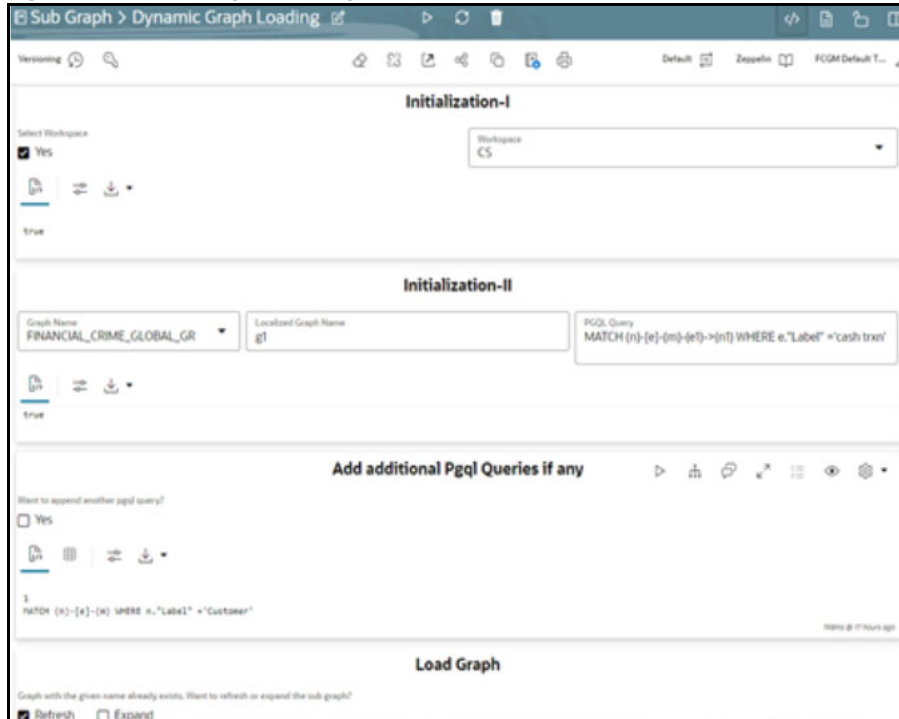 Sub Graph > Dynamic Graph Loading
Versioning
Default
Zeppelin
FCGM Default T...
Initialization-I
Select Workspace
Yes
Workspace
CS
true
Initialization-II
Graph Name
FINANCIAL_CRIME_GLOBAL_GR
Localized Graph Name
g1
PGQL Query
MATCH (n)-[e]-(m)-(e1)->(n1) WHERE e."Label" ='cash trxn'
true
Add additional Pgql Queries if any
Want to append another pgql query?
Yes
1
MATCH (n)-[e]-(m) WHERE n."Label" ='Customer'
@ 17 hours ago
Load Graph
Graph with the given name already exists. Want to refresh or expand the sub graph?
Refresh
Expand